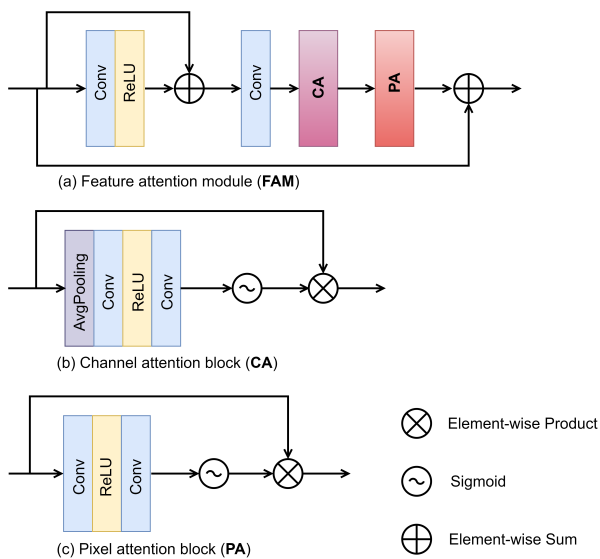 Conv
ReLU
Conv
CA
PA
(a) Feature attention module (FAM)
AvgPooling
Conv
ReLU
Conv
(b) Channel attention block (CA)
Conv
ReLU
Conv
(c) Pixel attention block (PA)
Element-wise Product
Sigmoid
Element-wise Sum